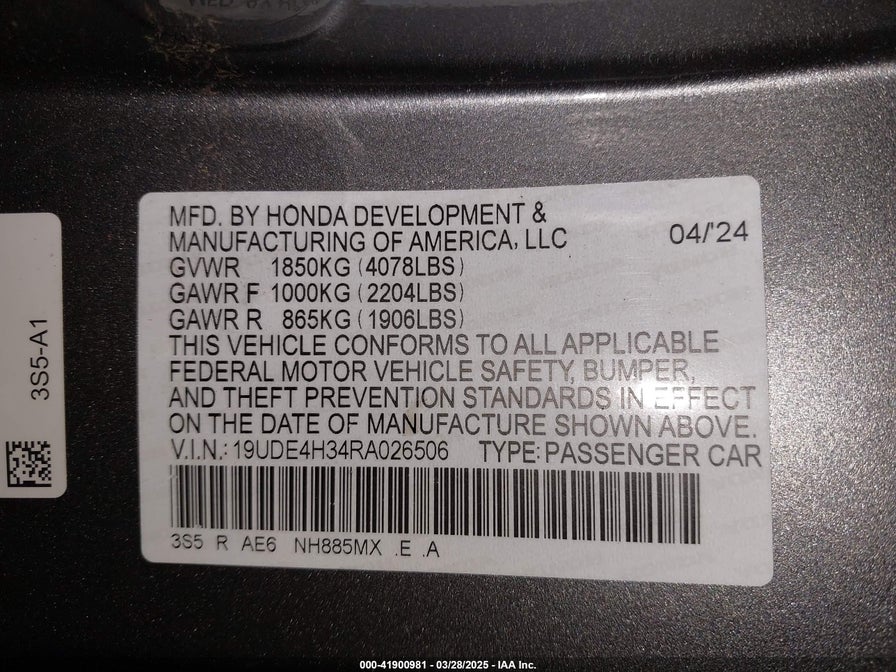 MFD. BY HONDA DEVELOPMENT &
MANUFACTURING OF AMERICA, LLC 04/'24
GVWR 1850KG (4078LBS)
GAWR F 1000KG (2204LBS)
GAWR R 865KG (1906LBS)
THIS VEHICLE CONFORMS TO ALL APPLICABLE
FEDERAL MOTOR VEHICLE SAFETY, BUMPER,
AND THEFT PREVENTION STANDARDS IN EFFECT
ON THE DATE OF MANUFACTURE SHOWN ABOVE.
V.I.N.: 19UDE4H34RA026506 TYPE: PASSENGER CAR
3S5 R AE6 NH885MX .E .A
3S5-A1
000-41900981 - 03/28/2025 - IAA Inc.